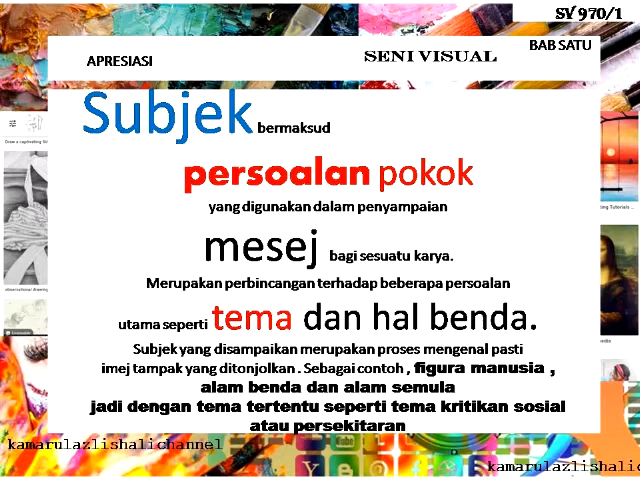 SV 970/1
BAB SATU
APRESIASI
SENI VISUAL
Subjek bermaksud
persoalan pokok
yang digunakan dalam penyampaian
mesej bagi sesuatu karya.
Merupakan perbincangan terhadap beberapa persoalan
utama seperti tema dan hal benda.
Subjek yang disampaikan merupakan proses mengenal pasti
imej tampak yang ditonjolkan . Sebagai contoh , figura manusia ,
alam benda dan alam semula
jadi dengan tema tertentu seperti tema kritikan sosial
atau persekitaran
kamarulazlishalichannel
kamarulazlishalic